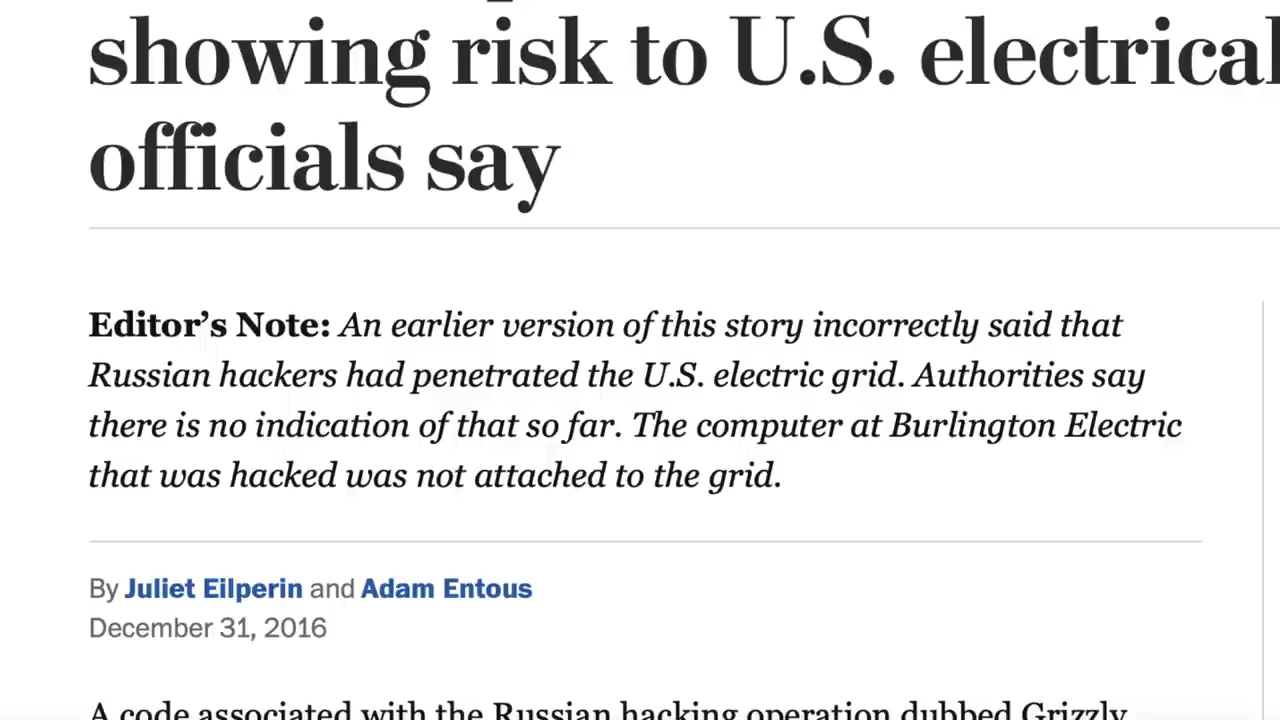 showing risk to U.S. electrical
officials say
Editor’s Note: An earlier version of this story incorrectly said that
Russian hackers had penetrated the U.S. electric grid. Authorities say
there is no indication of that so far. The computer at Burlington Electric
that was hacked was not attached to the grid.
By Juliet Eilperin and Adam Entous
December 31, 2016
A code associated with the Russian hacking operation dubbed Grizzly